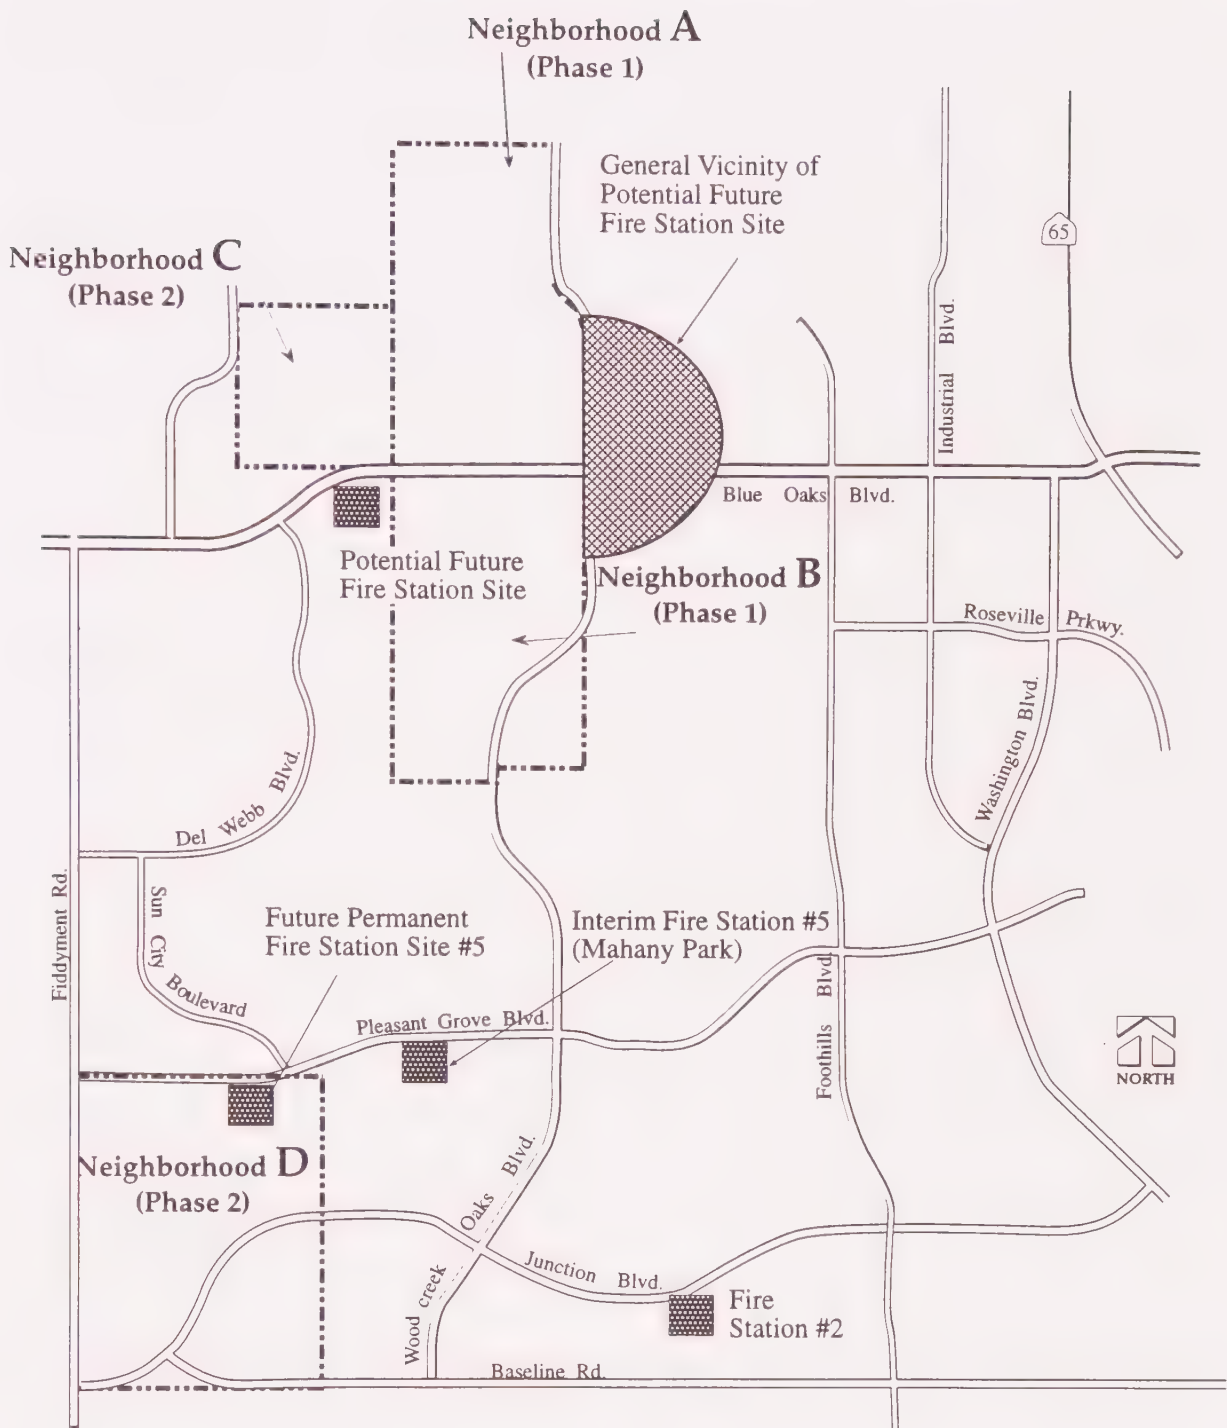 Neighborhood A
(Phase 1)
General Vicinity of
Potential Future
Fire Station Site
65
Neighborhood C
(Phase 2)
Industrial Blvd.
Blue Oaks Blvd.
Potential Future
Fire Station Site
Neighborhood B
(Phase 1)
Roseville Prkwy.
Washington Blvd.
Del Webb Blvd.
Fiddyment Rd.
Sun City Boulevard
Future Permanent
Fire Station Site #5
Interim Fire Station #5
(Mahany Park)
Pleasant Grove Blvd.
Foothills Blvd.
NORTH
Neighborhood D
(Phase 2)
Wood creek Oaks Blvd.
Junction Blvd.
Fire
Station #2
Baseline Rd.